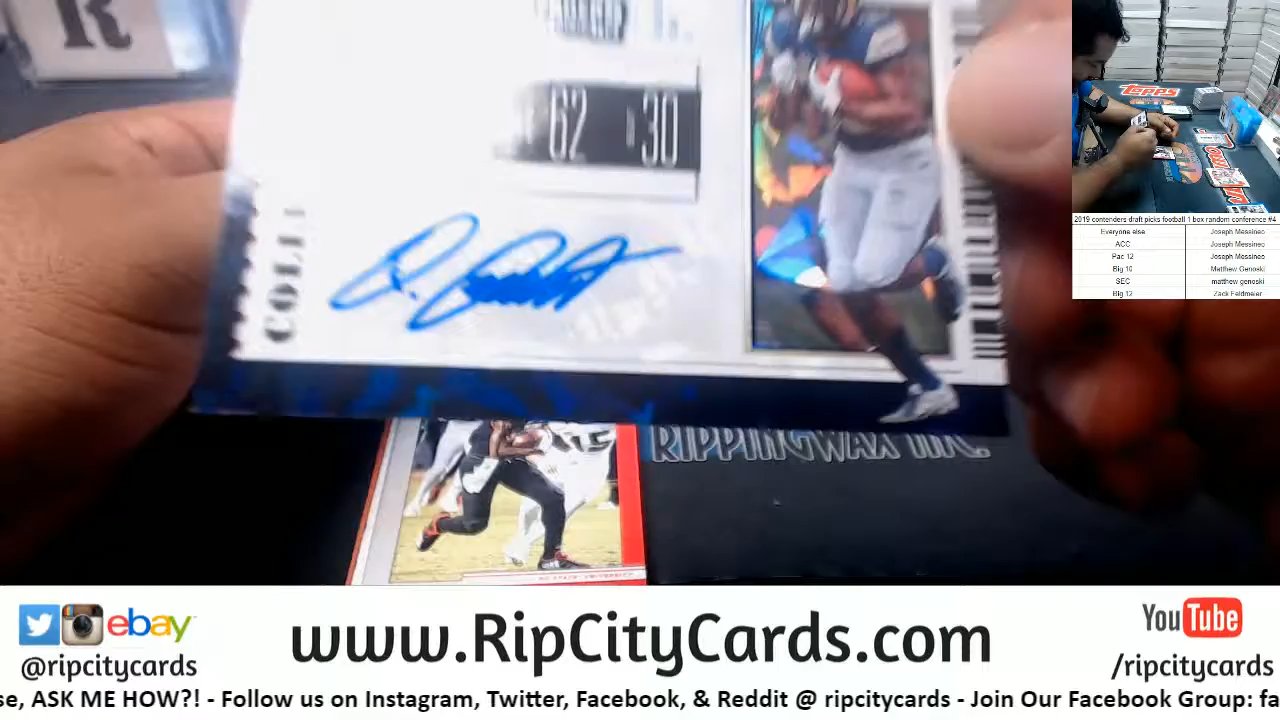 R
62 30
COLL
TOPPS
RIPPINGWAX INC.
2019 contenders draft picks football 1 box random conference #4
Everyone else Joseph Messineo
ACC Joseph Messineo
Pac 12 Joseph Messineo
Big 10 Matthew Genoski
SEC matthew genoski
Big 12 Zack Feldmeier
ebay
@ripcitycards
www.RipCityCards.com
YouTube
/ripcitycards
se, ASK ME HOW?! - Follow us on Instagram, Twitter, Facebook, & Reddit @ ripcitycards - Join Our Facebook Group: fa